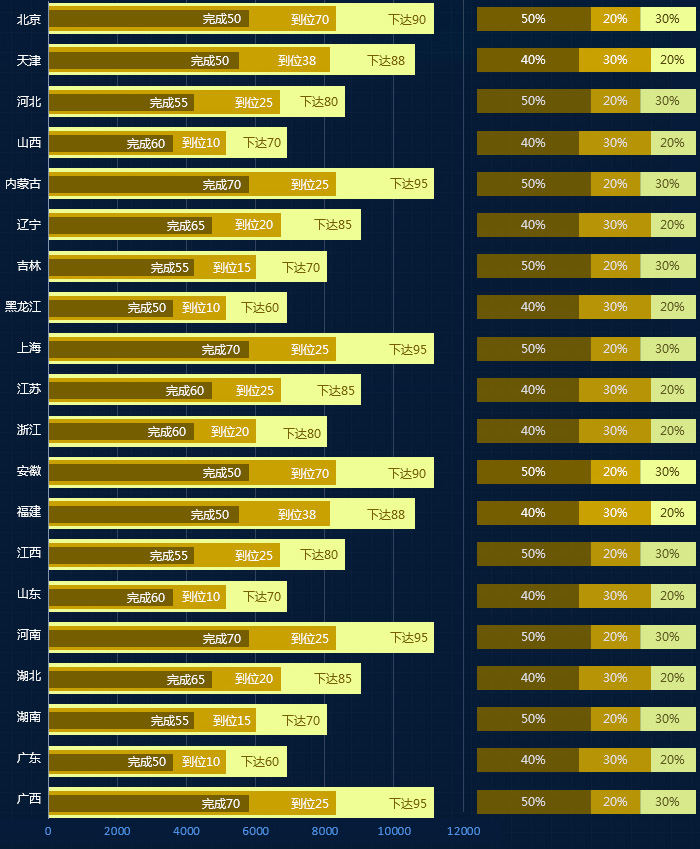 北京 完成50 到位70 下达90 50% 20% 30%
天津 完成50 到位38 下达88 40% 30% 20%
河北 完成55 到位25 下达80 50% 20% 30%
山西 完成60 到位10 下达70 40% 30% 20%
内蒙古 完成70 到位25 下达95 50% 20% 30%
辽宁 完成65 到位20 下达85 40% 30% 20%
吉林 完成55 到位15 下达70 50% 20% 30%
黑龙江 完成50 到位10 下达60 40% 30% 20%
上海 完成70 到位25 下达95 50% 20% 30%
江苏 完成60 到位25 下达85 40% 30% 20%
浙江 完成60 到位20 下达80 40% 30% 20%
安徽 完成50 到位70 下达90 50% 20% 30%
福建 完成50 到位38 下达88 40% 30% 20%
江西 完成55 到位25 下达80 50% 20% 30%
山东 完成60 到位10 下达70 40% 30% 20%
河南 完成70 到位25 下达95 50% 20% 30%
湖北 完成65 到位20 下达85 40% 30% 20%
湖南 完成55 到位15 下达70 50% 20% 30%
广东 完成50 到位10 下达60 40% 30% 20%
广西 完成70 到位25 下达95 50% 20% 30%
0 2000 4000 6000 8000 10000 12000